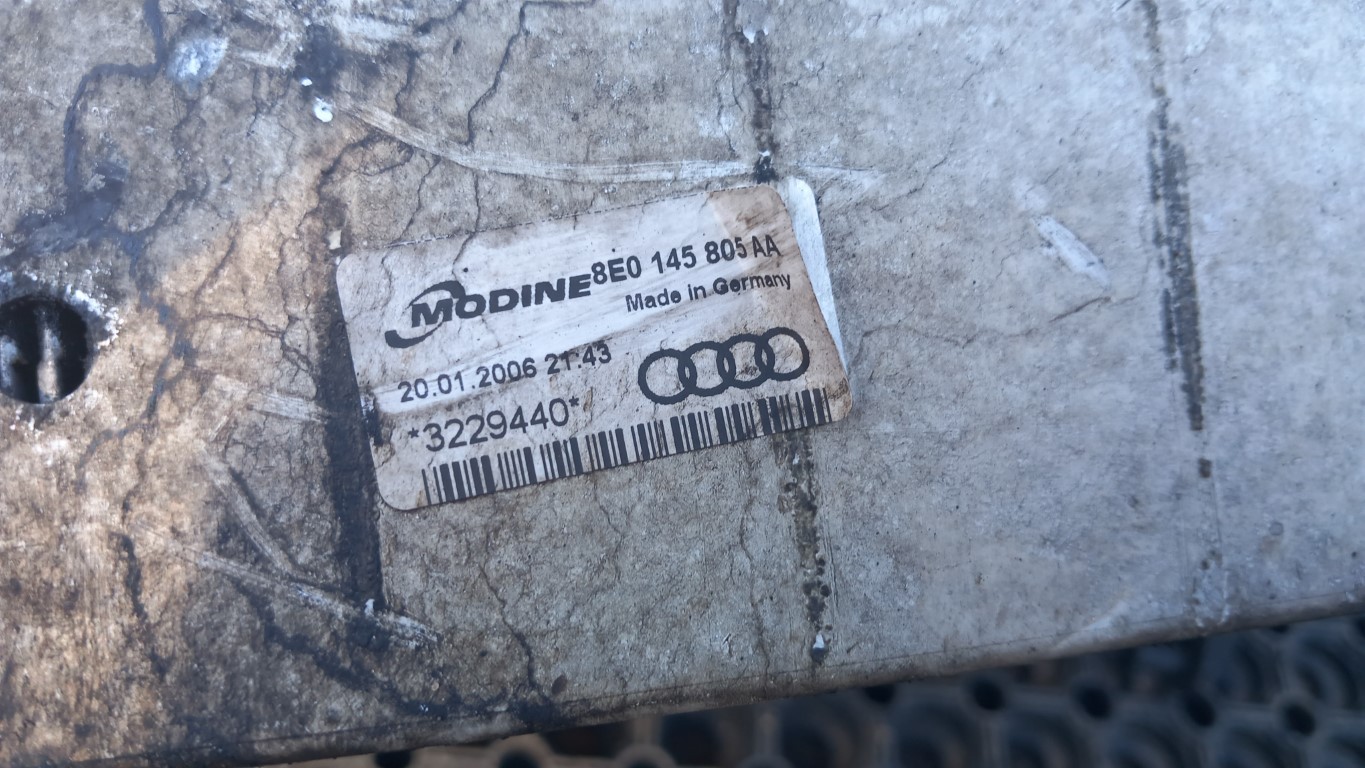 MODINE 8E0 145 805 AA
Made in Germany
20.01.2006 21:43
*3229440*